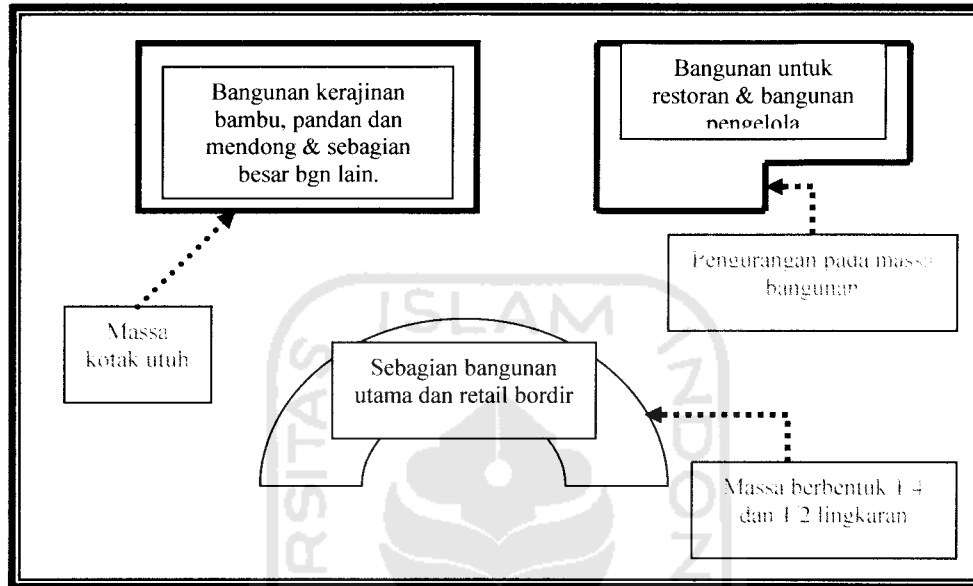 Bangunan kerajinan
bambu, pandan dan
mendong & sebagian
besar bgn lain.
Bangunan untuk
restoran & bangunan
pengelola
Pengurangan pada massa
bangunan
Massa
kotak utuh
ISLAM
Sebagian bangunan
utama dan retail bordir
Massa berbentuk 1 4
dan 1 2 lingkaran